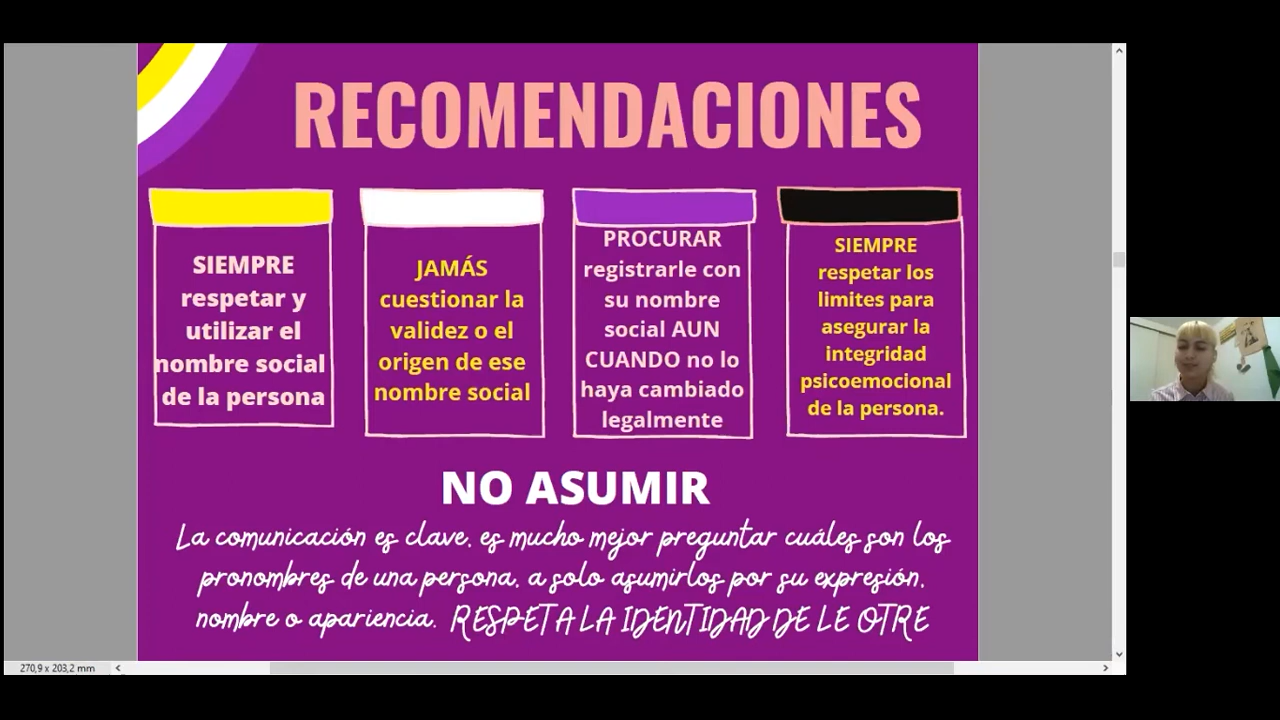 RECOMENDACIONES
SIEMPRE
respetar y
utilizar el
nombre social
de la persona
JAMÁS
cuestionar la
validez o el
origen de ese
nombre social
PROCURAR
registrarle con
su nombre
social AUN
CUANDO no lo
haya cambiado
legalmente
SIEMPRE
respetar los
limites para
asegurar la
integridad
psicoemocional
de la persona.
NO ASUMIR
La comunicación es clave, es mucho mejor preguntar cuáles son los
pronombres de una persona, a solo asumirlos por su expresión,
nombre o apariencia. RESPETA LA IDENTIDAD DE LE OTRE
270,9 x 203,2 mm